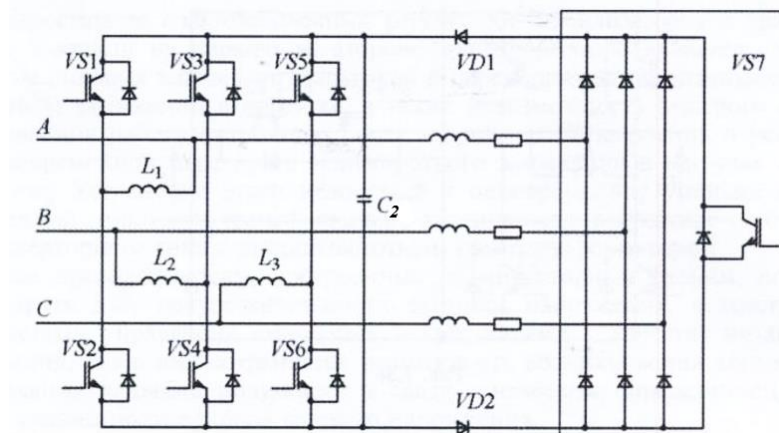 VS1 VS3 VS5 VD1 VS7
A
L1
C2
B
L2 L3
C
VS2 VS4 VS6
VD2